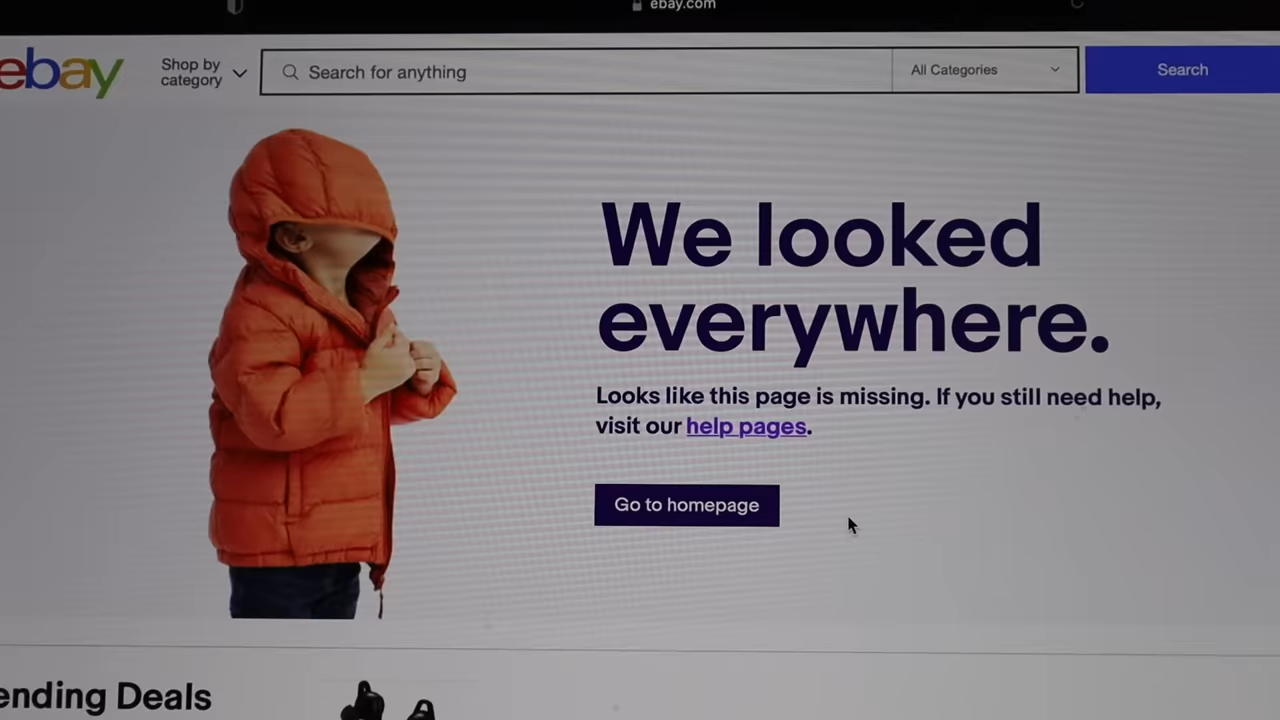 ebay.com
ebay
Shop by
category
Search for anything
All Categories
Search
We looked
everywhere.
Looks like this page is missing. If you still need help,
visit our help pages.
Go to homepage
ending Deals